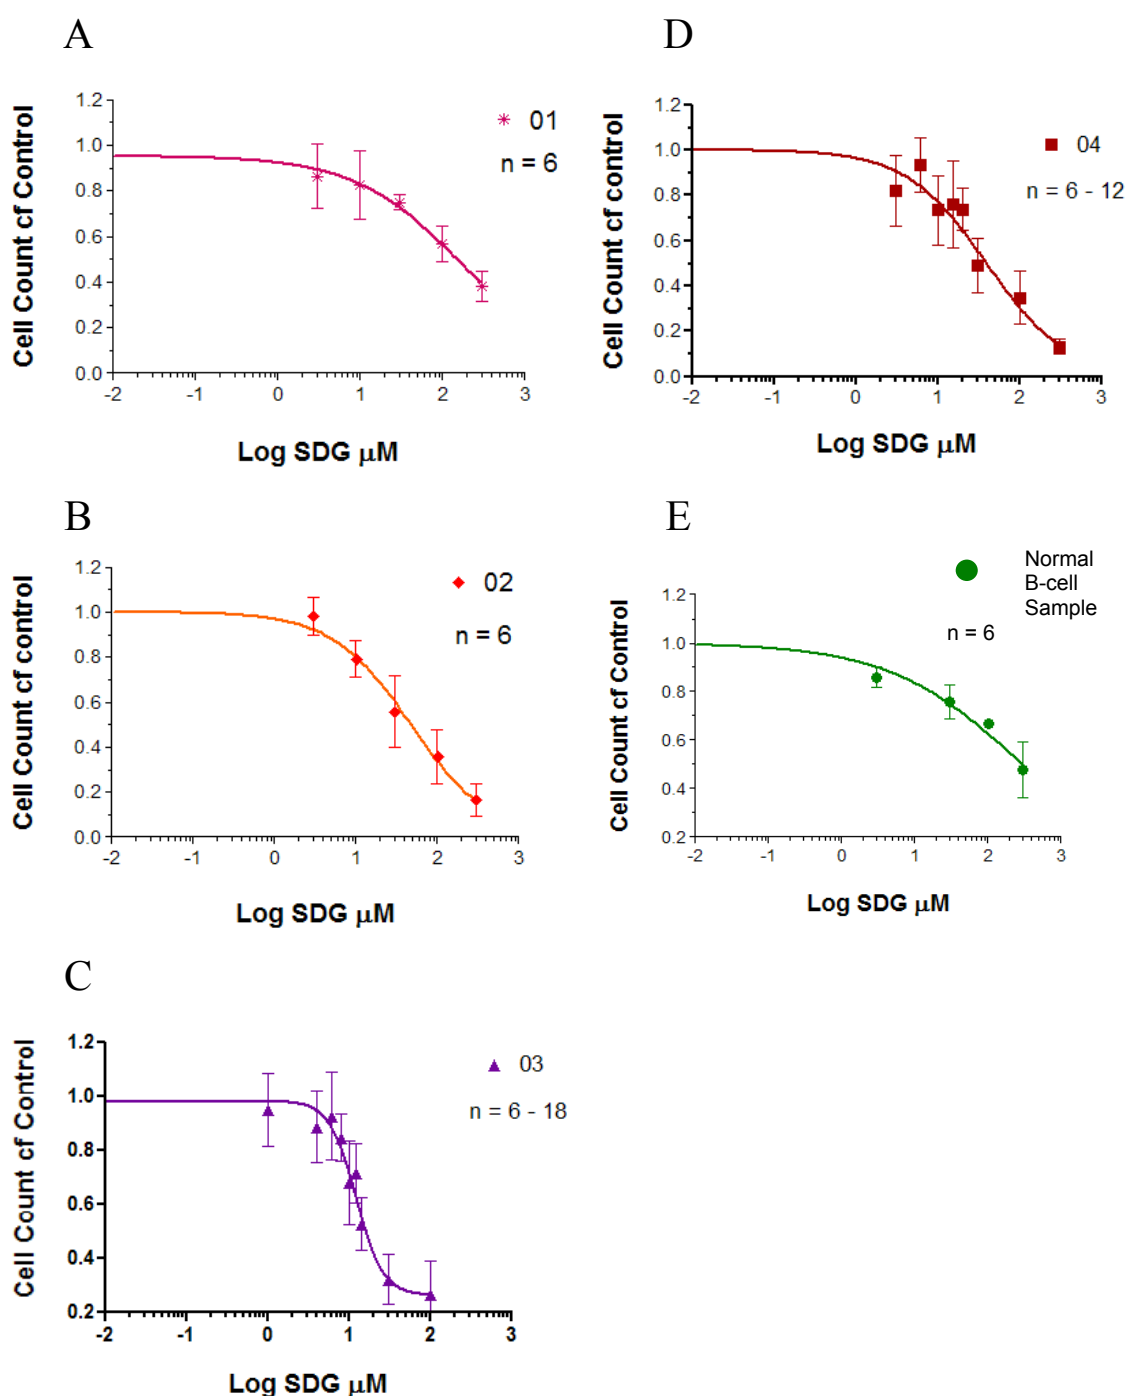 A
Cell Count cf Control
1.2
1.0
0.8
0.6
0.4
0.2
0.0
-2 -1 0 1 2 3
Log SDG μM
01
n = 6
D
Cell Count cf control
1.2
1.0
0.8
0.6
0.4
0.2
0.0
-2 -1 0 1 2 3
Log SDG μM
04
n = 6 - 12
B
Cell Count cf control
1.2
1.0
0.8
0.6
0.4
0.2
0.0
-2 -1 0 1 2 3
Log SDG μM
02
n = 6
E
Cell Count cf Control
1.2
1.0
0.8
0.6
0.4
0.2
-2 -1 0 1 2 3
Log SDG μM
Normal
B-cell
Sample
n = 6
C
Cell Count cf Control
1.2
1.0
0.8
0.6
0.4
0.2
-2 -1 0 1 2 3
Log SDG μM
03
n = 6 - 18